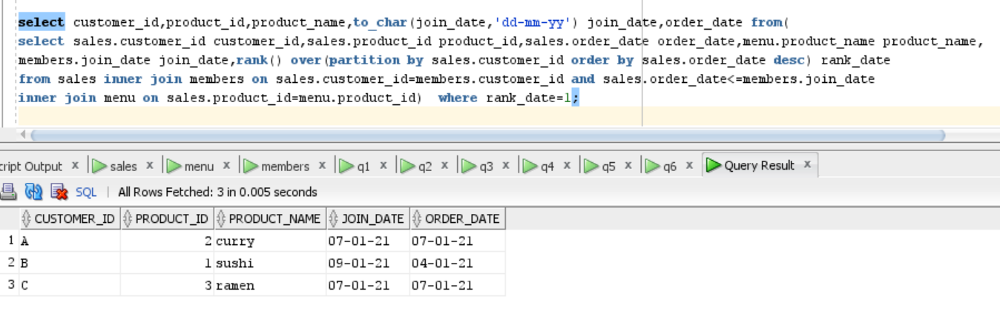 select customer_id,product_id,product_name,to_char(join_date,'dd-mm-yy') join_date,order_date from(
select sales.customer_id customer_id,sales.product_id product_id,sales.order_date order_date,menu.product_name product_name,
members.join_date join_date,rank() over(partition by sales.customer_id order by sales.order_date desc) rank_date
from sales inner join members on sales.customer_id=members.customer_id and sales.order_date<=members.join_date
inner join menu on sales.product_id=menu.product_id)  where rank_date=1;
cript Output x sales x menu x members x q1 x q2 x q3 x q4 x q5 x q6 x Query Result x
SQL | All Rows Fetched: 3 in 0.005 seconds
CUSTOMER_ID PRODUCT_ID PRODUCT_NAME JOIN_DATE ORDER_DATE
1 A 2 curry 07-01-21 07-01-21
2 B 1 sushi 09-01-21 04-01-21
3 C 3 ramen 07-01-21 07-01-21